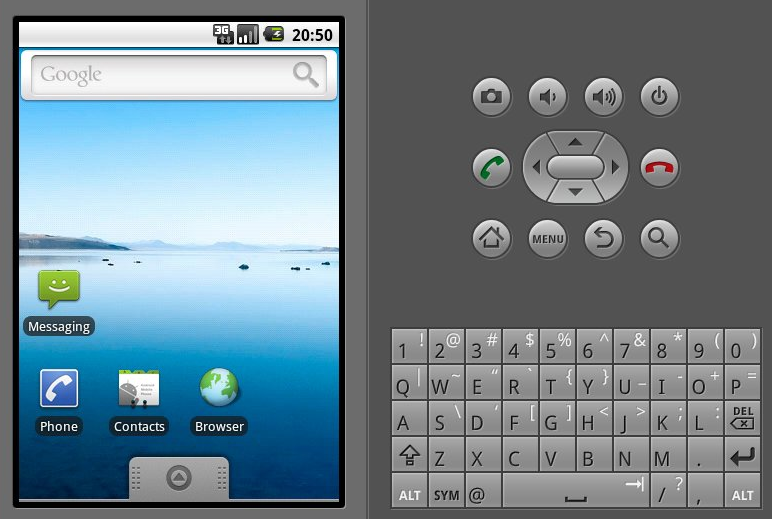 3G 20:50
Google
Messaging
Phone Contacts Browser
MENU
1 ! 2 @ 3 # 4 $ 5 % 6 ^ 7 & 8 * 9 ( 0 )
Q | W ~ E “ R ` T { Y } U _ I - O + P =
A S \ D ‘ F [ G ] H < J > K ; L : DEL
Z X C V B N M .
ALT SYM @ / ? , ALT